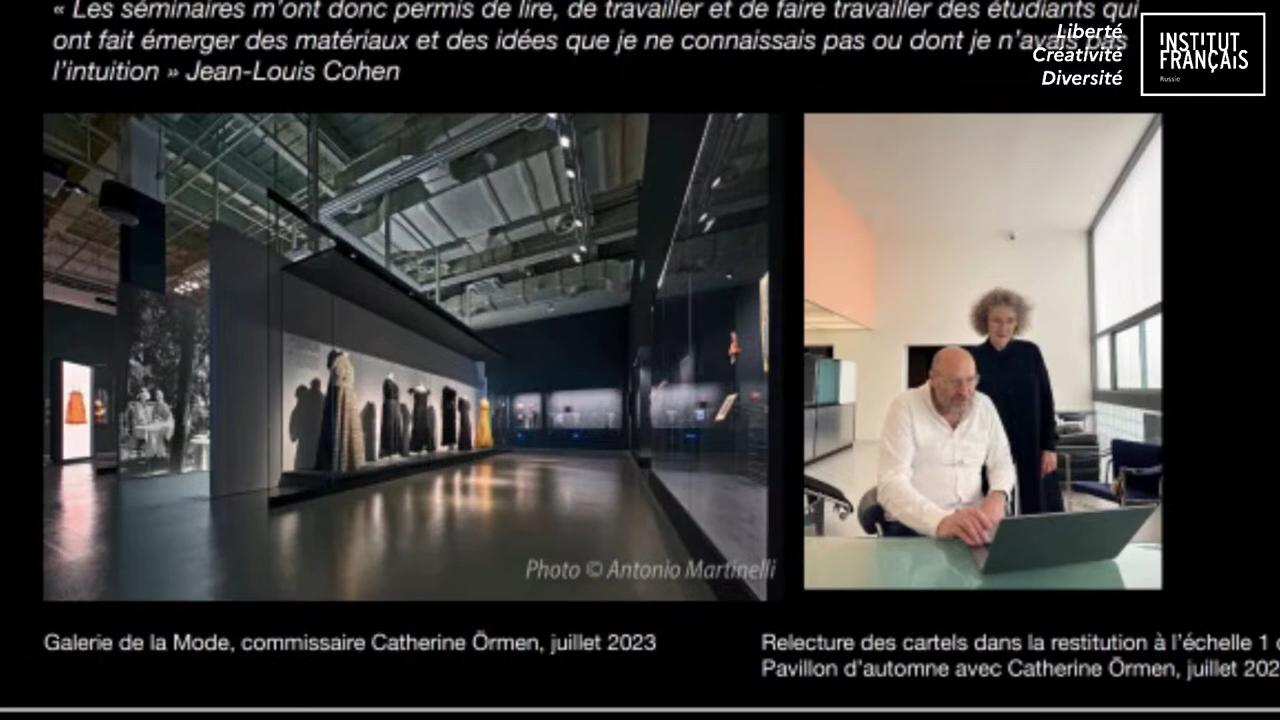 « Les séminaires m'ont donc permis de lire, de travailler et de faire travailler des étudiants qui
ont fait émerger des matériaux et des idées que je ne connaissais pas ou dont je n'avais pas
l'intuition » Jean-Louis Cohen
Liberté
Créativité
Diversité
INSTITUT
FRANÇAIS
Russie
Photo © Antonio Martinelli
Galerie de la Mode, commissaire Catherine Örmen, juillet 2023
Relecture des cartels dans la restitution à l'échelle 1
Pavillon d'automne avec Catherine Örmen, juillet 202